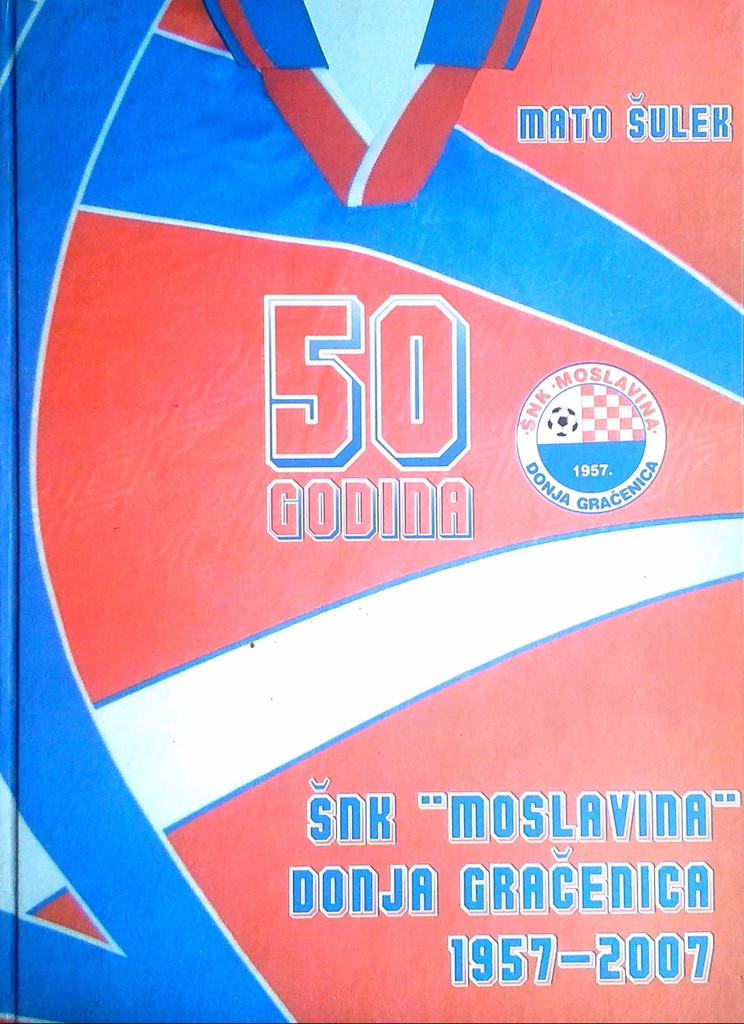 MATO ŠULEK
50
GODINA
·ŠNK·MOSLAVINA·
1957.
DONJA GRAČENICA
ŠNK "MOSLAVINA"
DONJA GRAČENICA
1957-2007